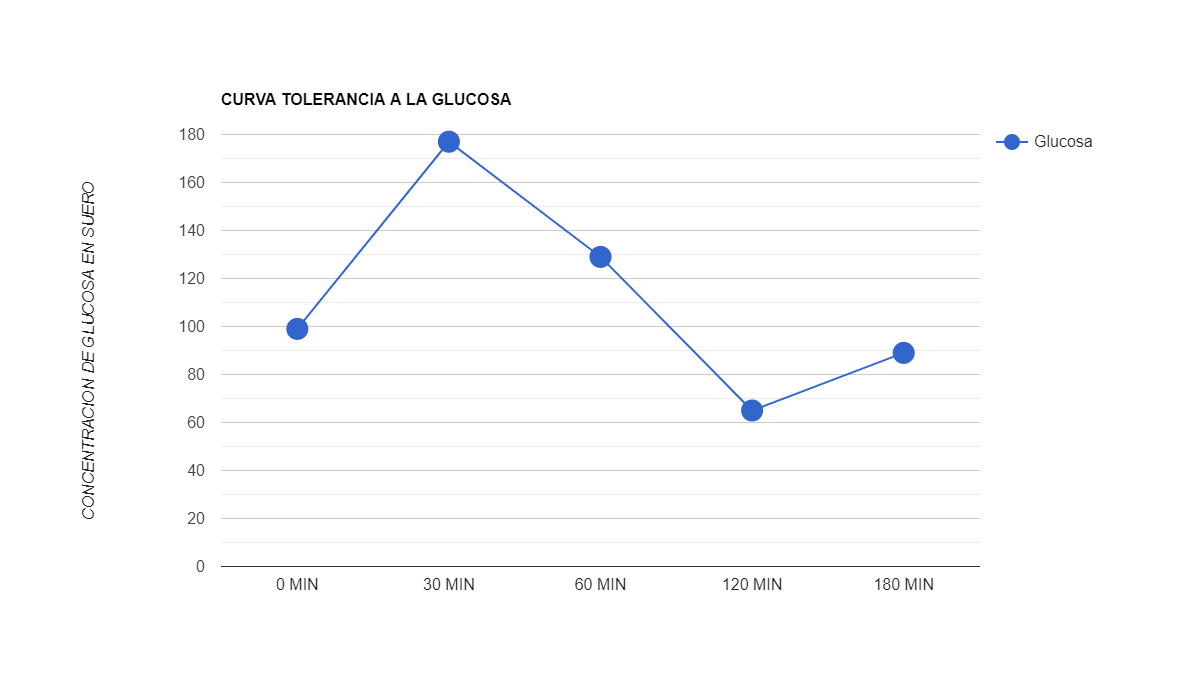 CURVA TOLERANCIA A LA GLUCOSA
CONCENTRACION DE GLUCOSA EN SUERO
180
160
140
120
100
80
60
40
20
0
0 MIN
30 MIN
60 MIN
120 MIN
180 MIN
Glucosa